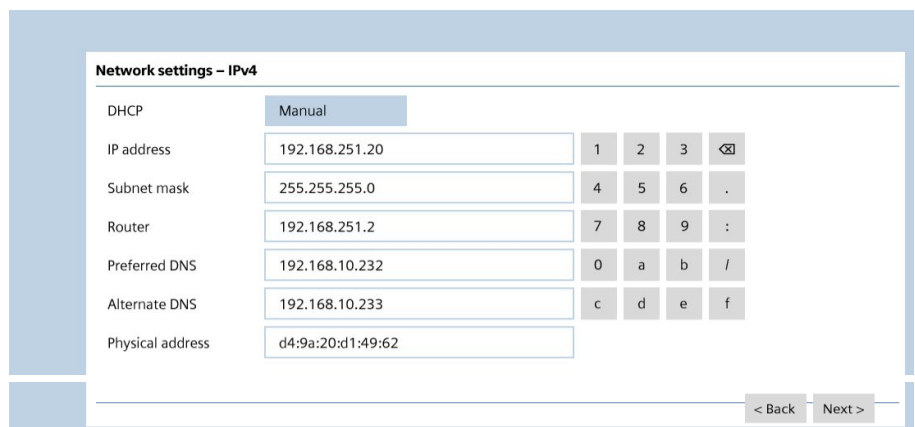 Network settings – IPv4
DHCP Manual
IP address 192.168.251.20 1 2 3 ⌫
Subnet mask 255.255.255.0 4 5 6 .
Router 192.168.251.2 7 8 9 :
Preferred DNS 192.168.10.232 0 a b /
Alternate DNS 192.168.10.233 c d e f
Physical address d4:9a:20:d1:49:62
< Back Next >